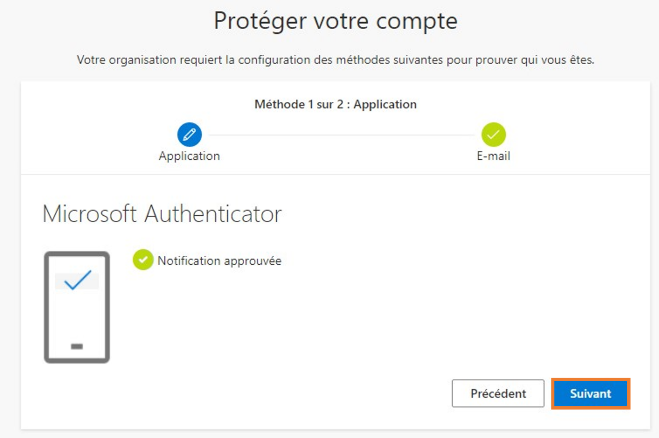 Protéger votre compte
Votre organisation requiert la configuration des méthodes suivantes pour prouver qui vous êtes.
Méthode 1 sur 2 : Application
Application
E-mail
Microsoft Authenticator
Notification approuvée
Précédent
Suivant